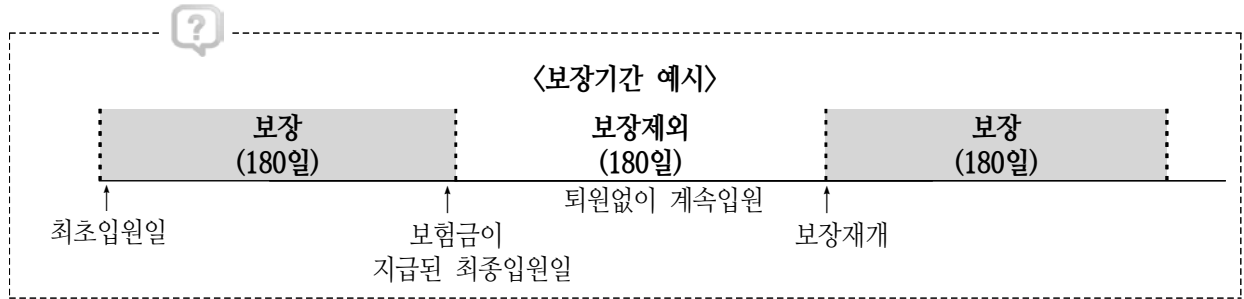 ?
〈보장기간 예시〉
보장 보장제외 보장
(180일) (180일) (180일)
퇴원없이 계속입원
최초입원일 보험금이 보장재개
지급된 최종입원일